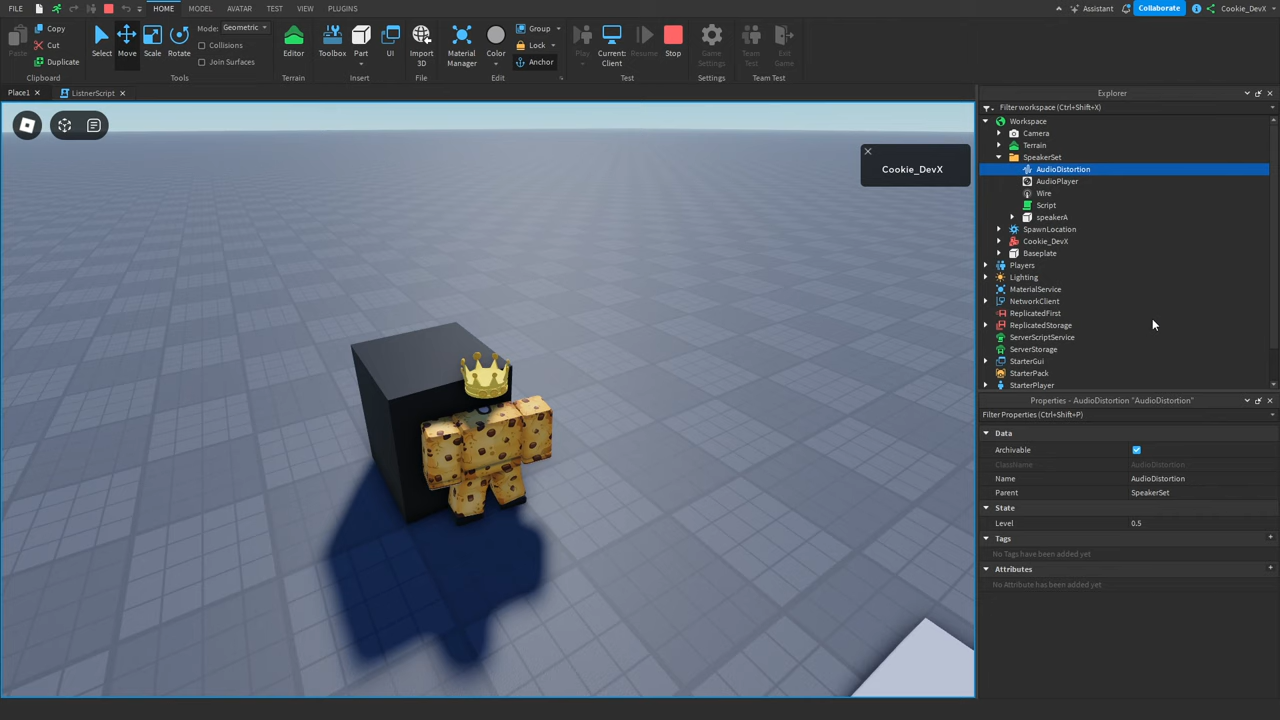 FILE HOME MODEL AVATAR TEST VIEW PLUGINS Assistant Collaborate Cookie_DevX
Paste Copy Cut Duplicate Select Move Scale Rotate Mode: Geometric Collisions Join Surfaces Editor Toolbox Part UI Import 3D Material Manager Color Group Lock Anchor Play Current: Client Resume Stop Game Settings Team Test Exit Game
Clipboard Tools Terrain Insert File Edit Test Settings Team Test
Place1 ListnerScript
Explorer
Filter workspace (Ctrl+Shift+X)
Workspace
Camera
Terrain
SpeakerSet
Cookie_DevX
AudioDistortion
AudioPlayer
Wire
Script
speakerA
SpawnLocation
Cookie_DevX
Baseplate
Players
Lighting
MaterialService
NetworkClient
ReplicatedFirst
ReplicatedStorage
ServerScriptService
ServerStorage
StarterGui
StarterPack
StarterPlayer
Properties - AudioDistortion "AudioDistortion"
Filter Properties (Ctrl+Shift+P)
Data
Archivable
ClassName AudioDistortion
Name AudioDistortion
Parent SpeakerSet
State
Level 0.5
Tags
No Tags have been added yet
Attributes
No Attribute has been added yet